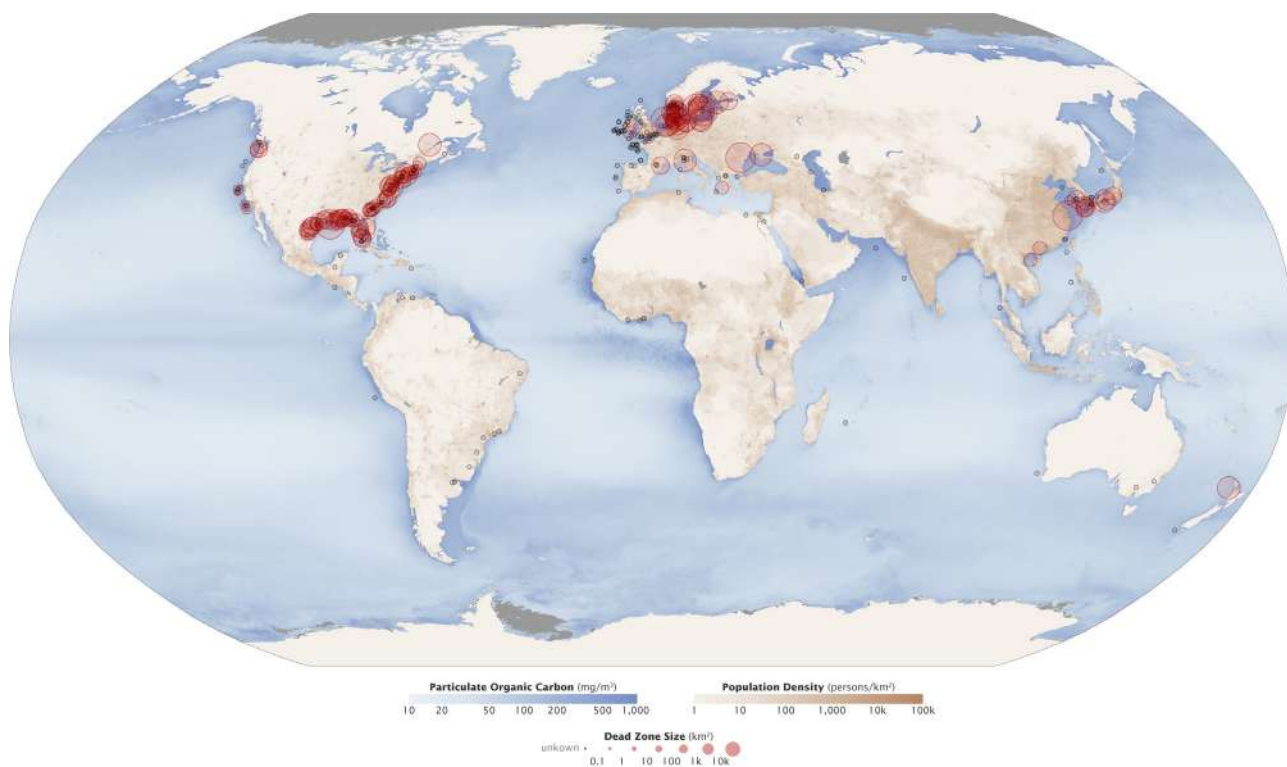 Particulate Organic Carbon (mg/m³)
10 20 50 100 200 500 1,000
Population Density (persons/km²)
1 10 100 1,000 10k 100k
Dead Zone Size (km²)
unkown
0.1 1 10 100 1k 10k